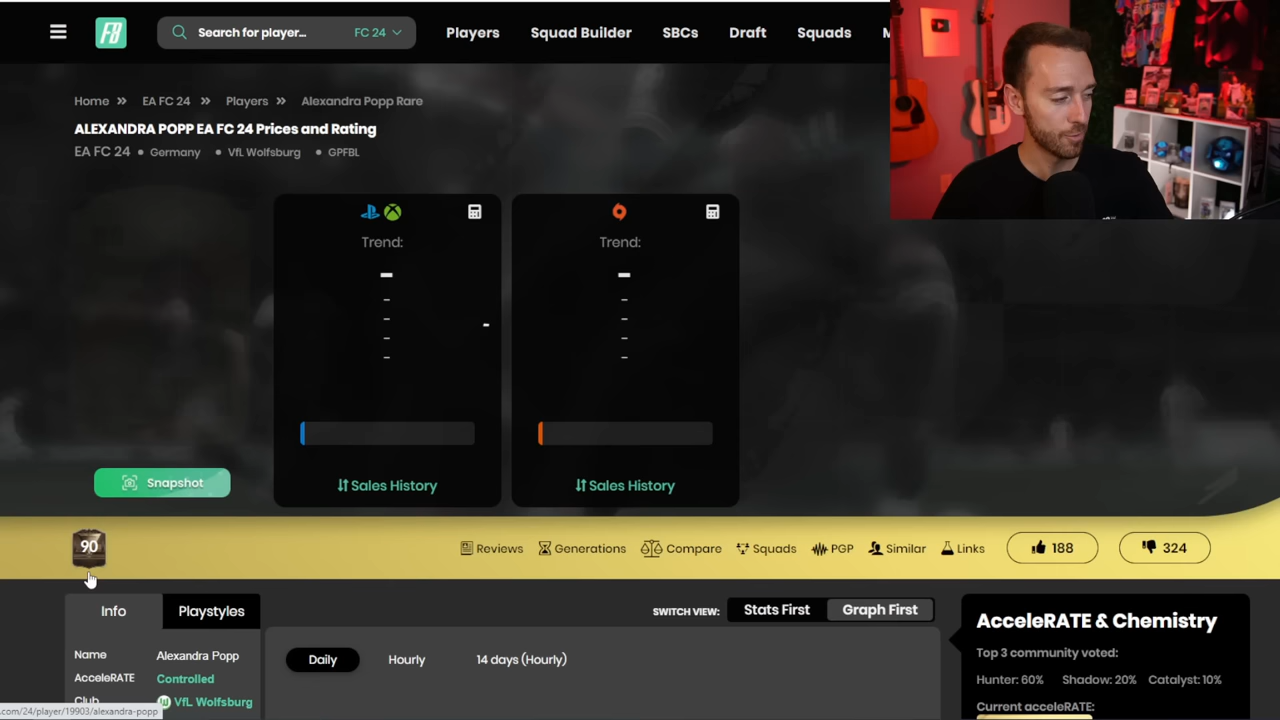 FB
Search for player...
FC 24
Players
Squad Builder
SBCs
Draft
Squads
Home » EA FC 24 » Players » Alexandra Popp Rare
ALEXANDRA POPP EA FC 24 Prices and Rating
EA FC 24 • Germany • VfL Wolfsburg • GPFBL
Trend:
Trend:
Sales History
Sales History
Snapshot
90
Reviews
Generations
Compare
Squads
PGP
Similar
Links
188
324
Info
Playstyles
SWITCH VIEW:
Stats First
Graph First
Name
Alexandra Popp
AcceleRATE
Controlled
Club
VfL Wolfsburg
Daily
Hourly
14 days (Hourly)
AcceleRATE & Chemistry
Top 3 community voted:
Hunter: 60% Shadow: 20% Catalyst: 10%
Current acceleRATE:
.com/24/player/19903/alexandra-popp